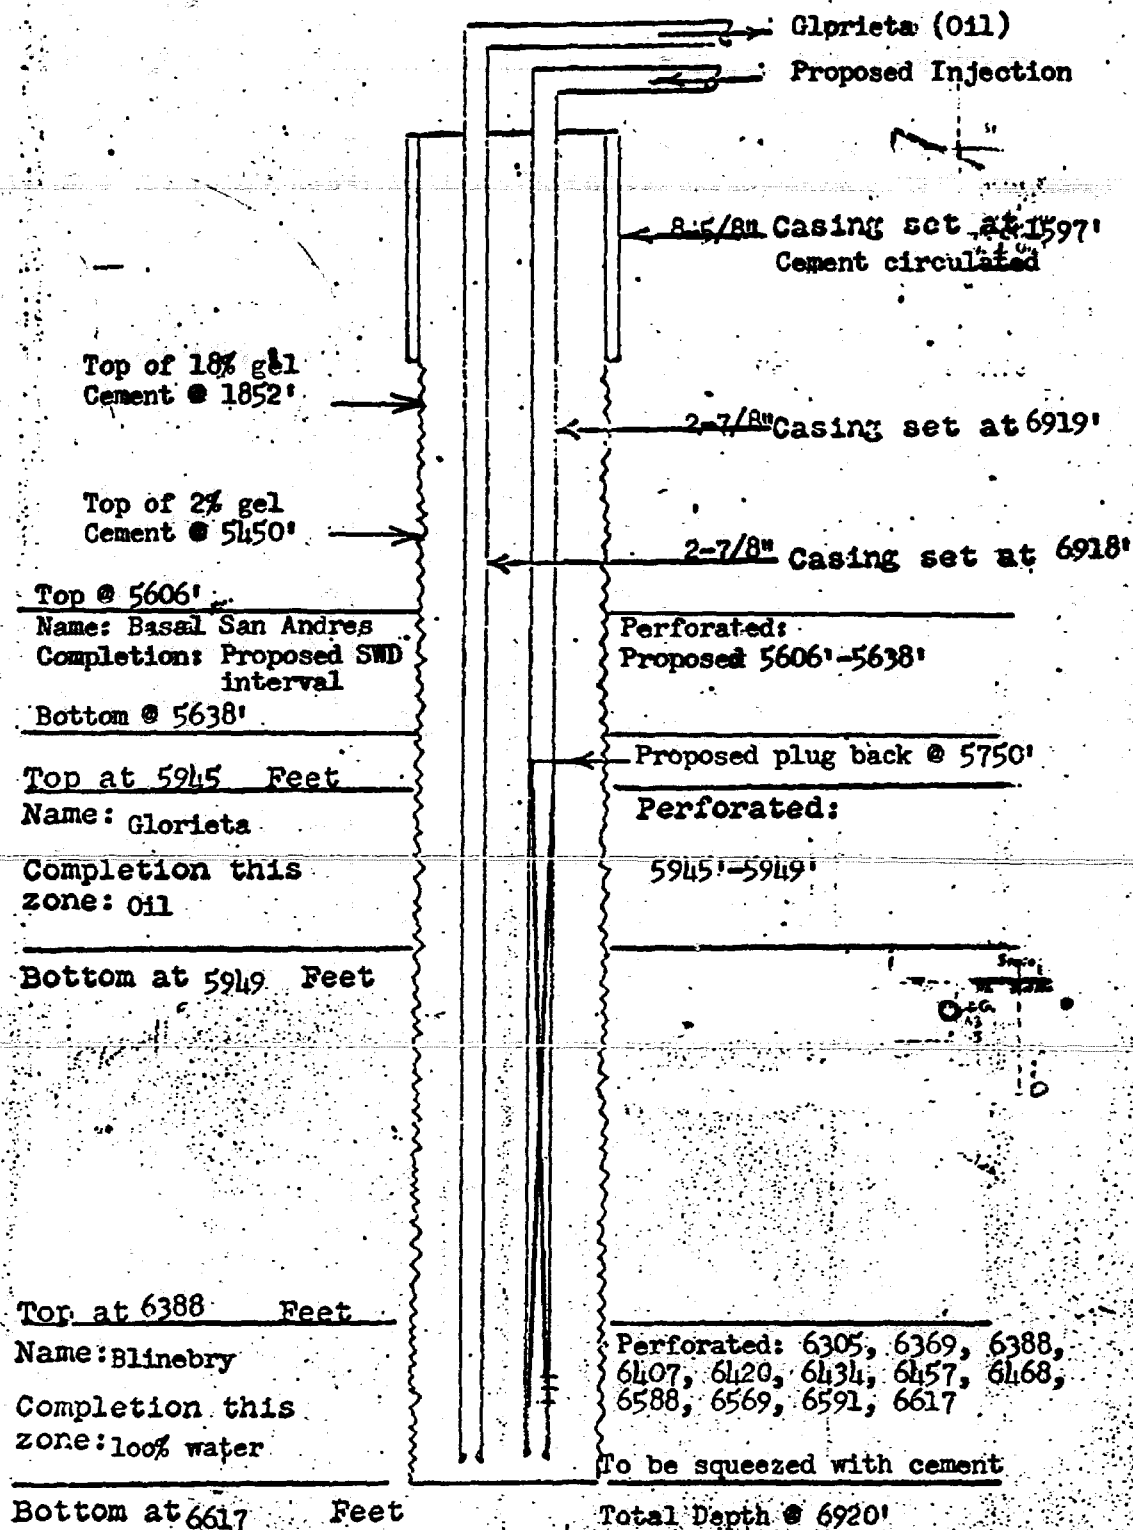 Glorieta (Oil)
Proposed Injection
8-5/8" Casing set at 1597'
Cement circulated
Top of 18% gel
Cement @ 1852'
2-7/8" Casing set at 6919'
Top of 2% gel
Cement @ 5450'
2-7/8" Casing set at 6918'
Top @ 5606'
Name: Basal San Andres
Completion: Proposed SWD
interval
Bottom @ 5638'
Perforated:
Proposed 5606'-5638'
Proposed plug back @ 5750'
Top at 5945 Feet
Name: Glorieta
Completion this
zone: Oil
Bottom at 5949 Feet
Perforated:
5945'-5949'
Top at 6388 Feet
Name: Blinebry
Completion this
zone: 100% water
Bottom at 6617 Feet
Perforated: 6305, 6369, 6388,
6407, 6420, 6434, 6457, 6468,
6588, 6569, 6591, 6617
To be squeezed with cement
Total Depth @ 6920'